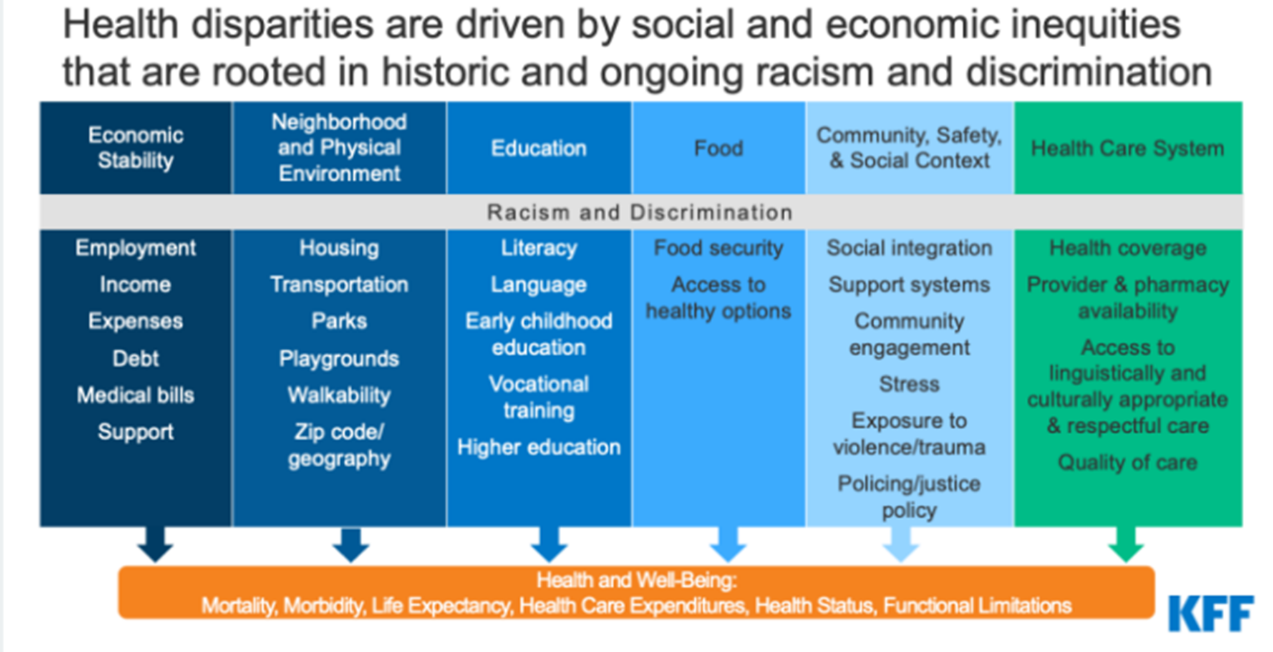 Health disparities are driven by social and economic inequities
that are rooted in historic and ongoing racism and discrimination
Economic
Stability
Neighborhood
and Physical
Environment
Education
Food
Community, Safety,
& Social Context
Health Care System
Racism and Discrimination
Employment
Income
Expenses
Debt
Medical bills
Support
Housing
Transportation
Parks
Playgrounds
Walkability
Zip code/
geography
Literacy
Language
Early childhood
education
Vocational
training
Higher education
Food security
Access to
healthy options
Social integration
Support systems
Community
engagement
Stress
Exposure to
violence/trauma
Policing/justice
policy
Health coverage
Provider & pharmacy
availability
Access to
linguistically and
culturally appropriate
& respectful care
Quality of care
Health and Well-Being:
Mortality, Morbidity, Life Expectancy, Health Care Expenditures, Health Status, Functional Limitations
KFF